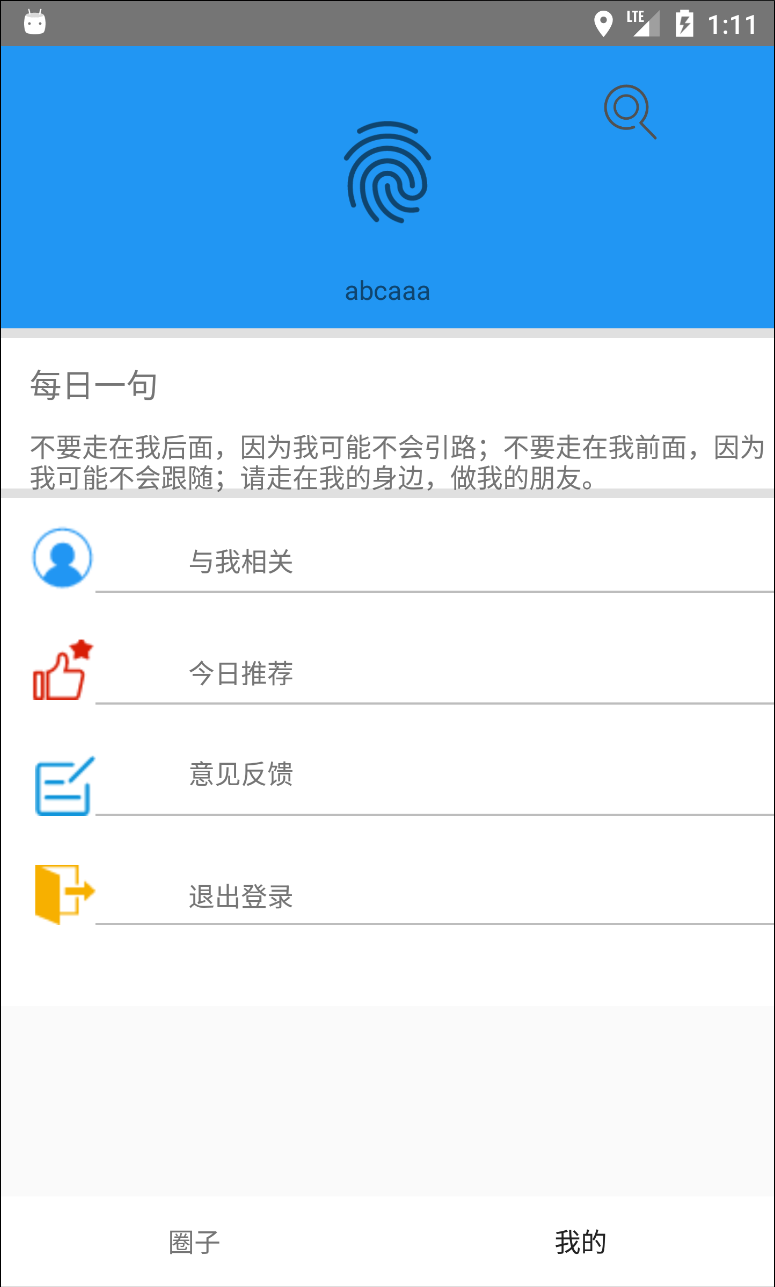 LTE 1:11
abcaaa
每日一句
不要走在我后面，因为我可能不会引路；不要走在我前面，因为
我可能不会跟随；请走在我的身边，做我的朋友。
与我相关
今日推荐
意见反馈
退出登录
圈子 我的